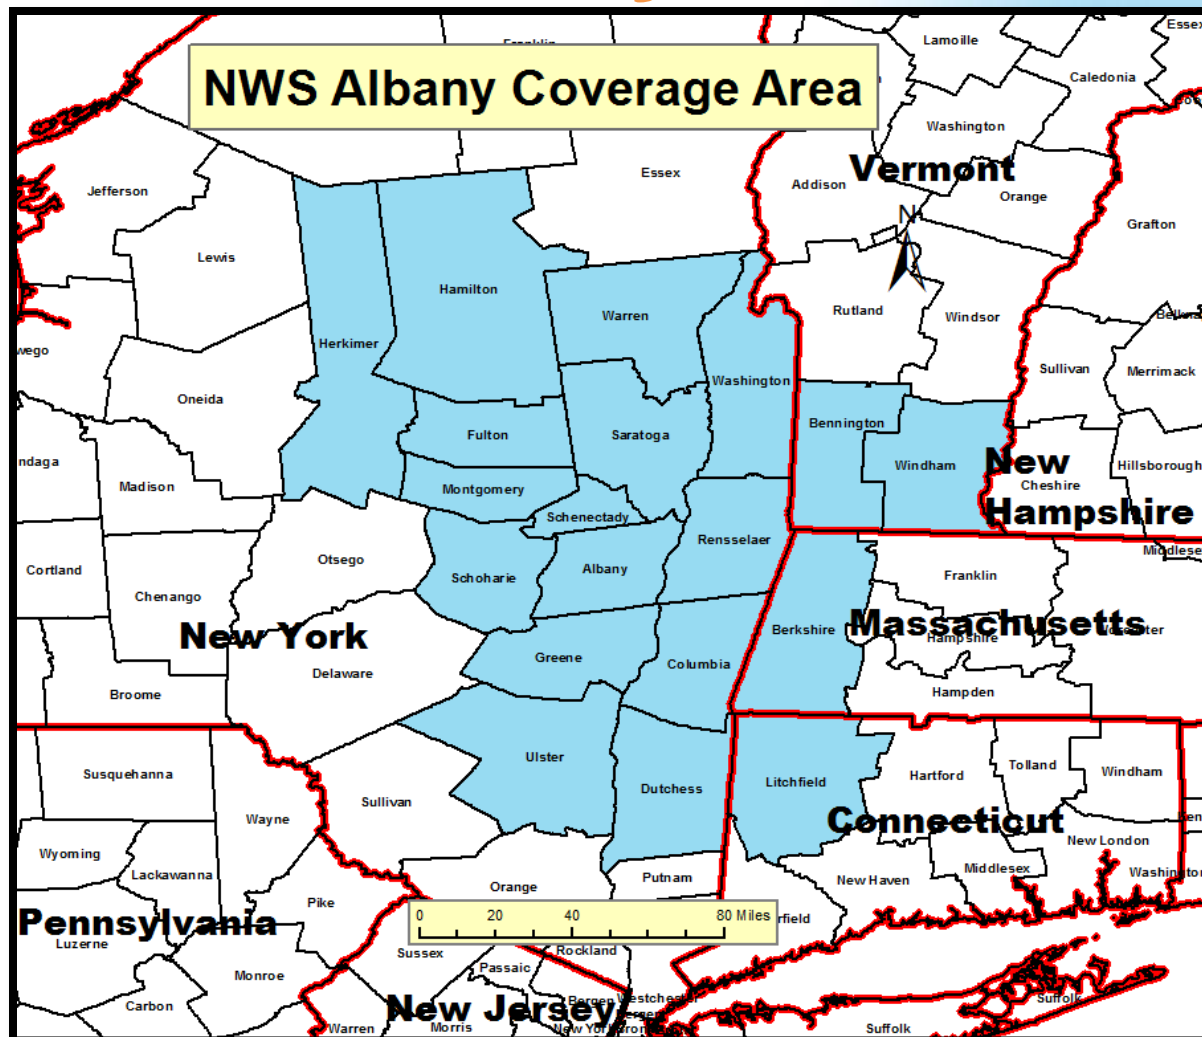 NWS Albany Coverage Area
Essex
Lamoille
Caledonia
Washington
Essex
Jefferson
Addison
Vermont
Orange
N
Grafton
Lewis
Hamilton
Warren
Rutland
Windsor
Herkimer
Washington
Sullivan
Merrimack
Oneida
Saratoga
Bennington
Fulton
Windham
New
Hampshire
Cheshire
Hillsborough
Madison
Montgomery
Schenectady
Rensselaer
Otsego
Albany
Schoharie
Cortland
Chenango
Franklin
New York
Berkshire
Massachusetts
Hampshire
Greene
Columbia
Delaware
Broome
Hampden
Ulster
Susquehanna
Dutchess
Litchfield
Hartford
Tolland
Windham
Sullivan
Wayne
Connecticut
Wyoming
Lackawanna
New London
Middlesex
Washington
Orange
Putnam
New Haven
Pike
0 20 40 80 Miles
Pennsylvania
Luzerne
Sussex
Rockland
Passaic
Monroe
Carbon
New Jersey
Bergen
Westchester
Warren
Morris
Suffolk
Suffolk